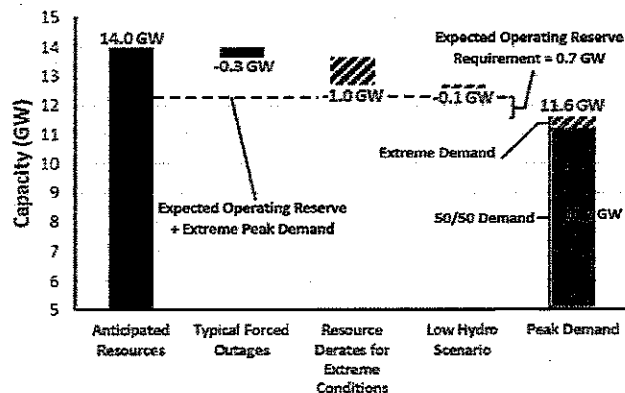 15
14
13
12
11
10
9
8
7
6
5
Capacity (GW)
14.0 GW
-0.3 GW
-1.0 GW
-0.1 GW
11.6 GW
Expected Operating Reserve
Requirement = 0.7 GW
Extreme Demand
50/50 Demand
GW
Expected Operating Reserve
+ Extreme Peak Demand
Anticipated
Resources
Typical Forced
Outages
Resource
Derates for
Extreme
Conditions
Low Hydro
Scenario
Peak Demand